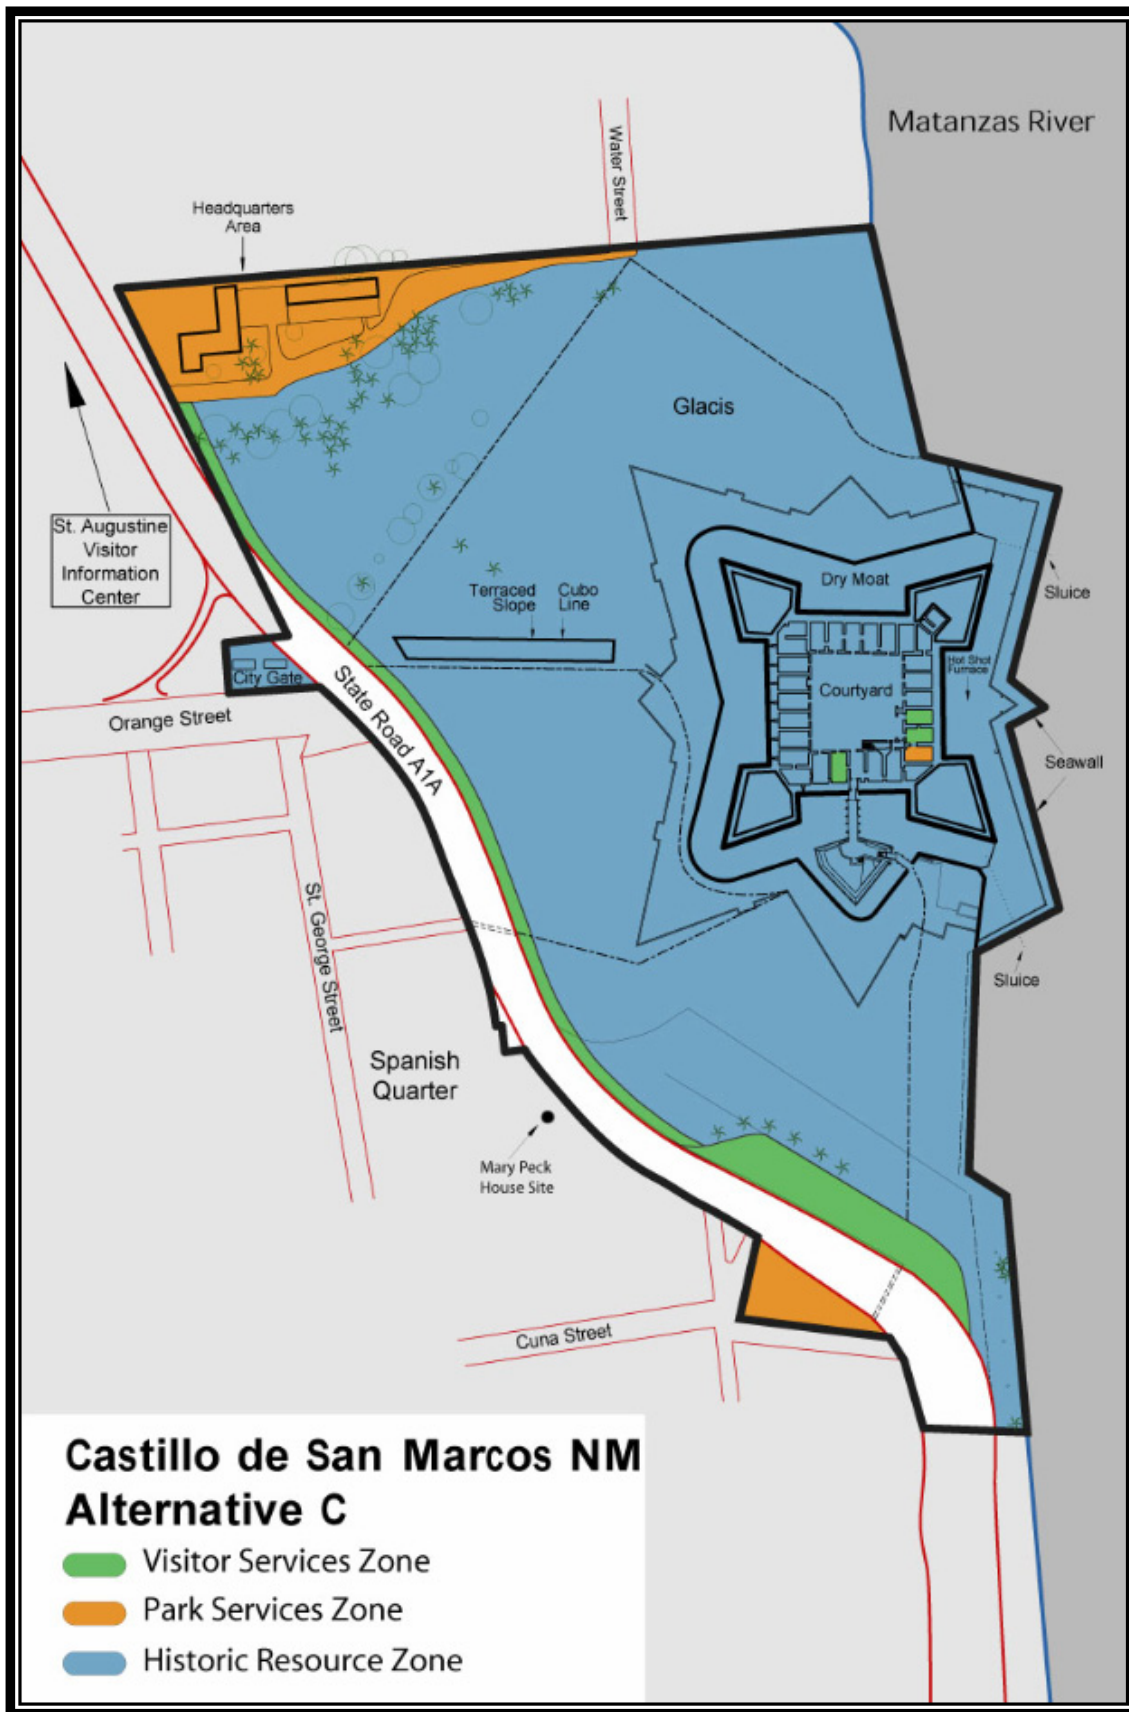 Matanzas River
Water Street
Headquarters
Area
Glacis
St. Augustine
Visitor
Information
Center
Terraced
Slope
Cubo
Line
Dry Moat
Sluice
Hot Shot
Furnace
City Gate
Courtyard
Orange Street
State Road A1A
Seawall
St. George Street
Sluice
Spanish
Quarter
Mary Peck
House Site
Cuna Street
Castillo de San Marcos NM
Alternative C
Visitor Services Zone
Park Services Zone
Historic Resource Zone